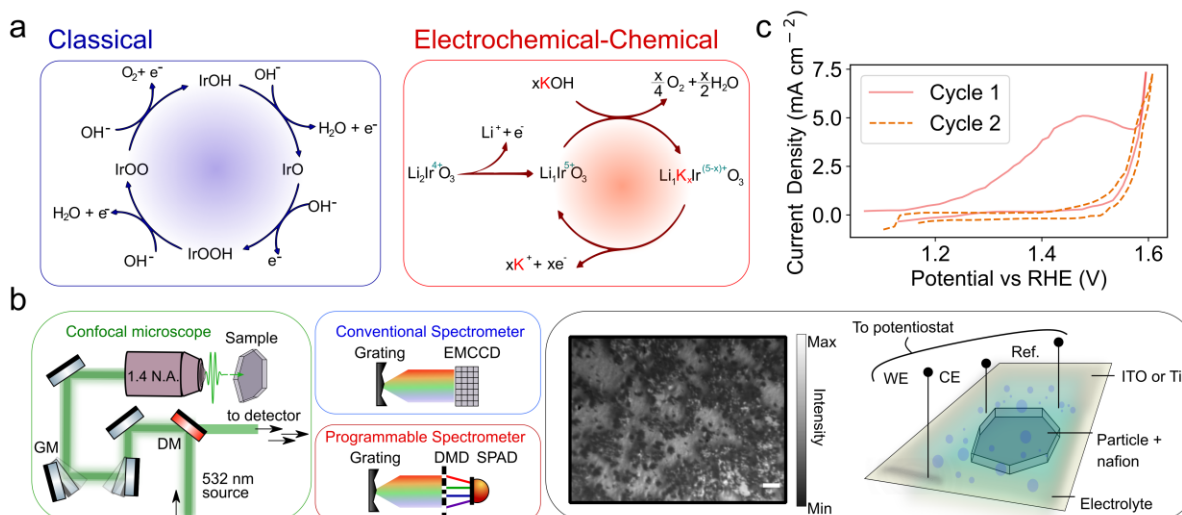 a
Classical
O₂+ e⁻
IrOH
OH⁻
OH⁻
H₂O + e⁻
IrOO
IrO
H₂O + e⁻
OH⁻
OH⁻
IrOOH
e⁻
Electrochemical-Chemical
xKOH
x/4 O₂ + x/2 H₂O
Li⁺+ e⁻
Li₂Ir⁴⁺O₃
Li₁Ir⁵⁺O₃
Li₁KₓIr⁽⁵⁻ˣ⁾⁺O₃
xK⁺ + xe⁻
c
Current Density (mA cm⁻²)
7.5
5.0
2.5
0.0
Cycle 1
Cycle 2
1.2
1.4
1.6
Potential vs RHE (V)
b
Confocal microscope
Sample
1.4 N.A.
to detector
GM
DM
532 nm
source
Conventional Spectrometer
Grating
EMCCD
Programmable Spectrometer
Grating
DMD
SPAD
Max
Intensity
Min
To potentiostat
WE
CE
Ref.
ITO or Ti
Particle +
nafion
Electrolyte